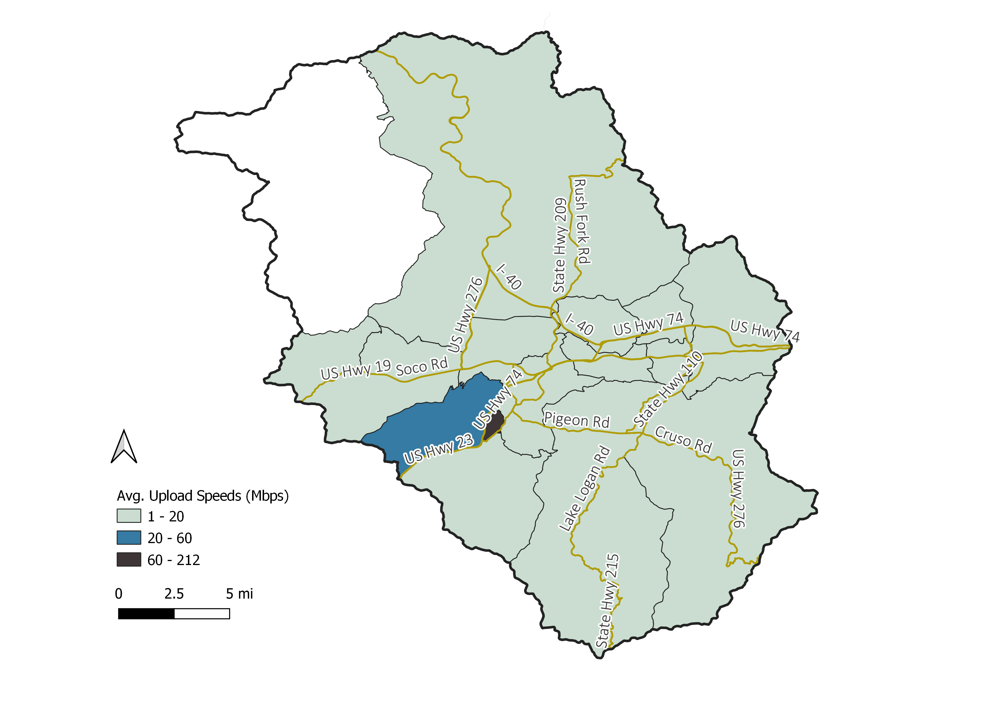 Rush Fork Rd
State Hwy 209
I- 40
US Hwy 276
I- 40
US Hwy 74
US Hwy 74
US Hwy 19
Soco Rd
State Hwy 110
US Hwy 74
Pigeon Rd
Cruso Rd
US Hwy 23
Lake Logan Rd
US Hwy 276
State Hwy 215
Avg. Upload Speeds (Mbps)
1 - 20
20 - 60
60 - 212
0 2.5 5 mi